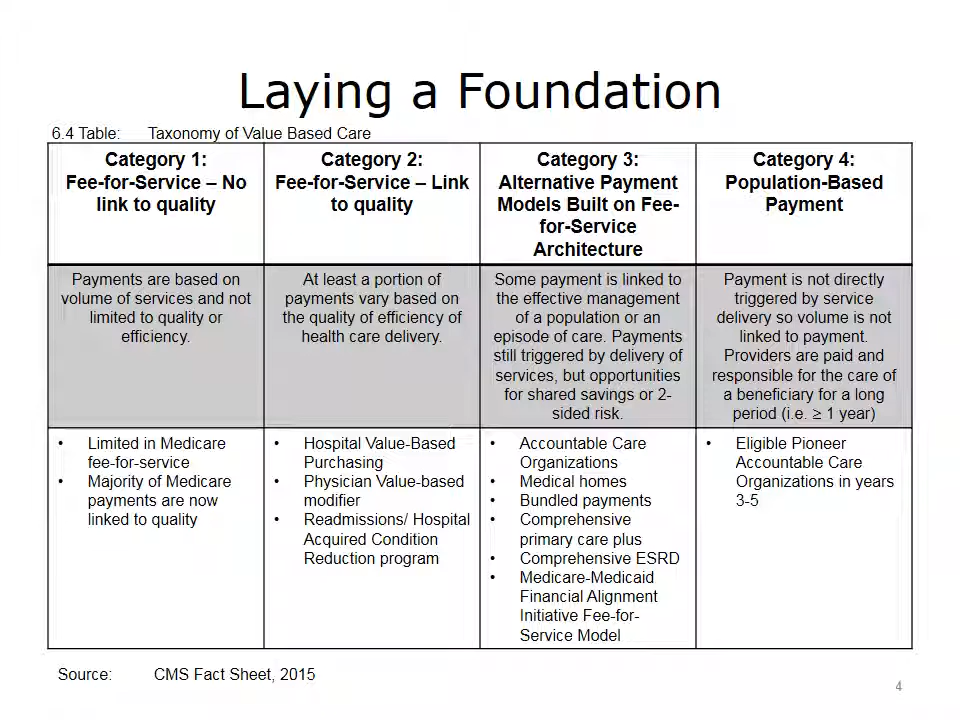 Laying a Foundation
6.4 Table: Taxonomy of Value Based Care
Category 1:
Fee-for-Service – No
link to quality
Category 2:
Fee-for-Service – Link
to quality
Category 3:
Alternative Payment
Models Built on Fee-
for-Service
Architecture
Category 4:
Population-Based
Payment
Payments are based on
volume of services and not
limited to quality or
efficiency.
At least a portion of
payments vary based on
the quality of efficiency of
health care delivery.
Some payment is linked to
the effective management
of a population or an
episode of care. Payments
still triggered by delivery of
services, but opportunities
for shared savings or 2-
sided risk.
Payment is not directly
triggered by service
delivery so volume is not
linked to payment.
Providers are paid and
responsible for the care of
a beneficiary for a long
period (i.e. ≥ 1 year)
• Limited in Medicare
fee-for-service
• Majority of Medicare
payments are now
linked to quality
• Hospital Value-Based
Purchasing
• Physician Value-based
modifier
• Readmissions/ Hospital
Acquired Condition
Reduction program
• Accountable Care
Organizations
• Medical homes
• Bundled payments
• Comprehensive
primary care plus
• Comprehensive ESRD
• Medicare-Medicaid
Financial Alignment
Initiative Fee-for-
Service Model
• Eligible Pioneer
Accountable Care
Organizations in years
3-5
Source: CMS Fact Sheet, 2015
4